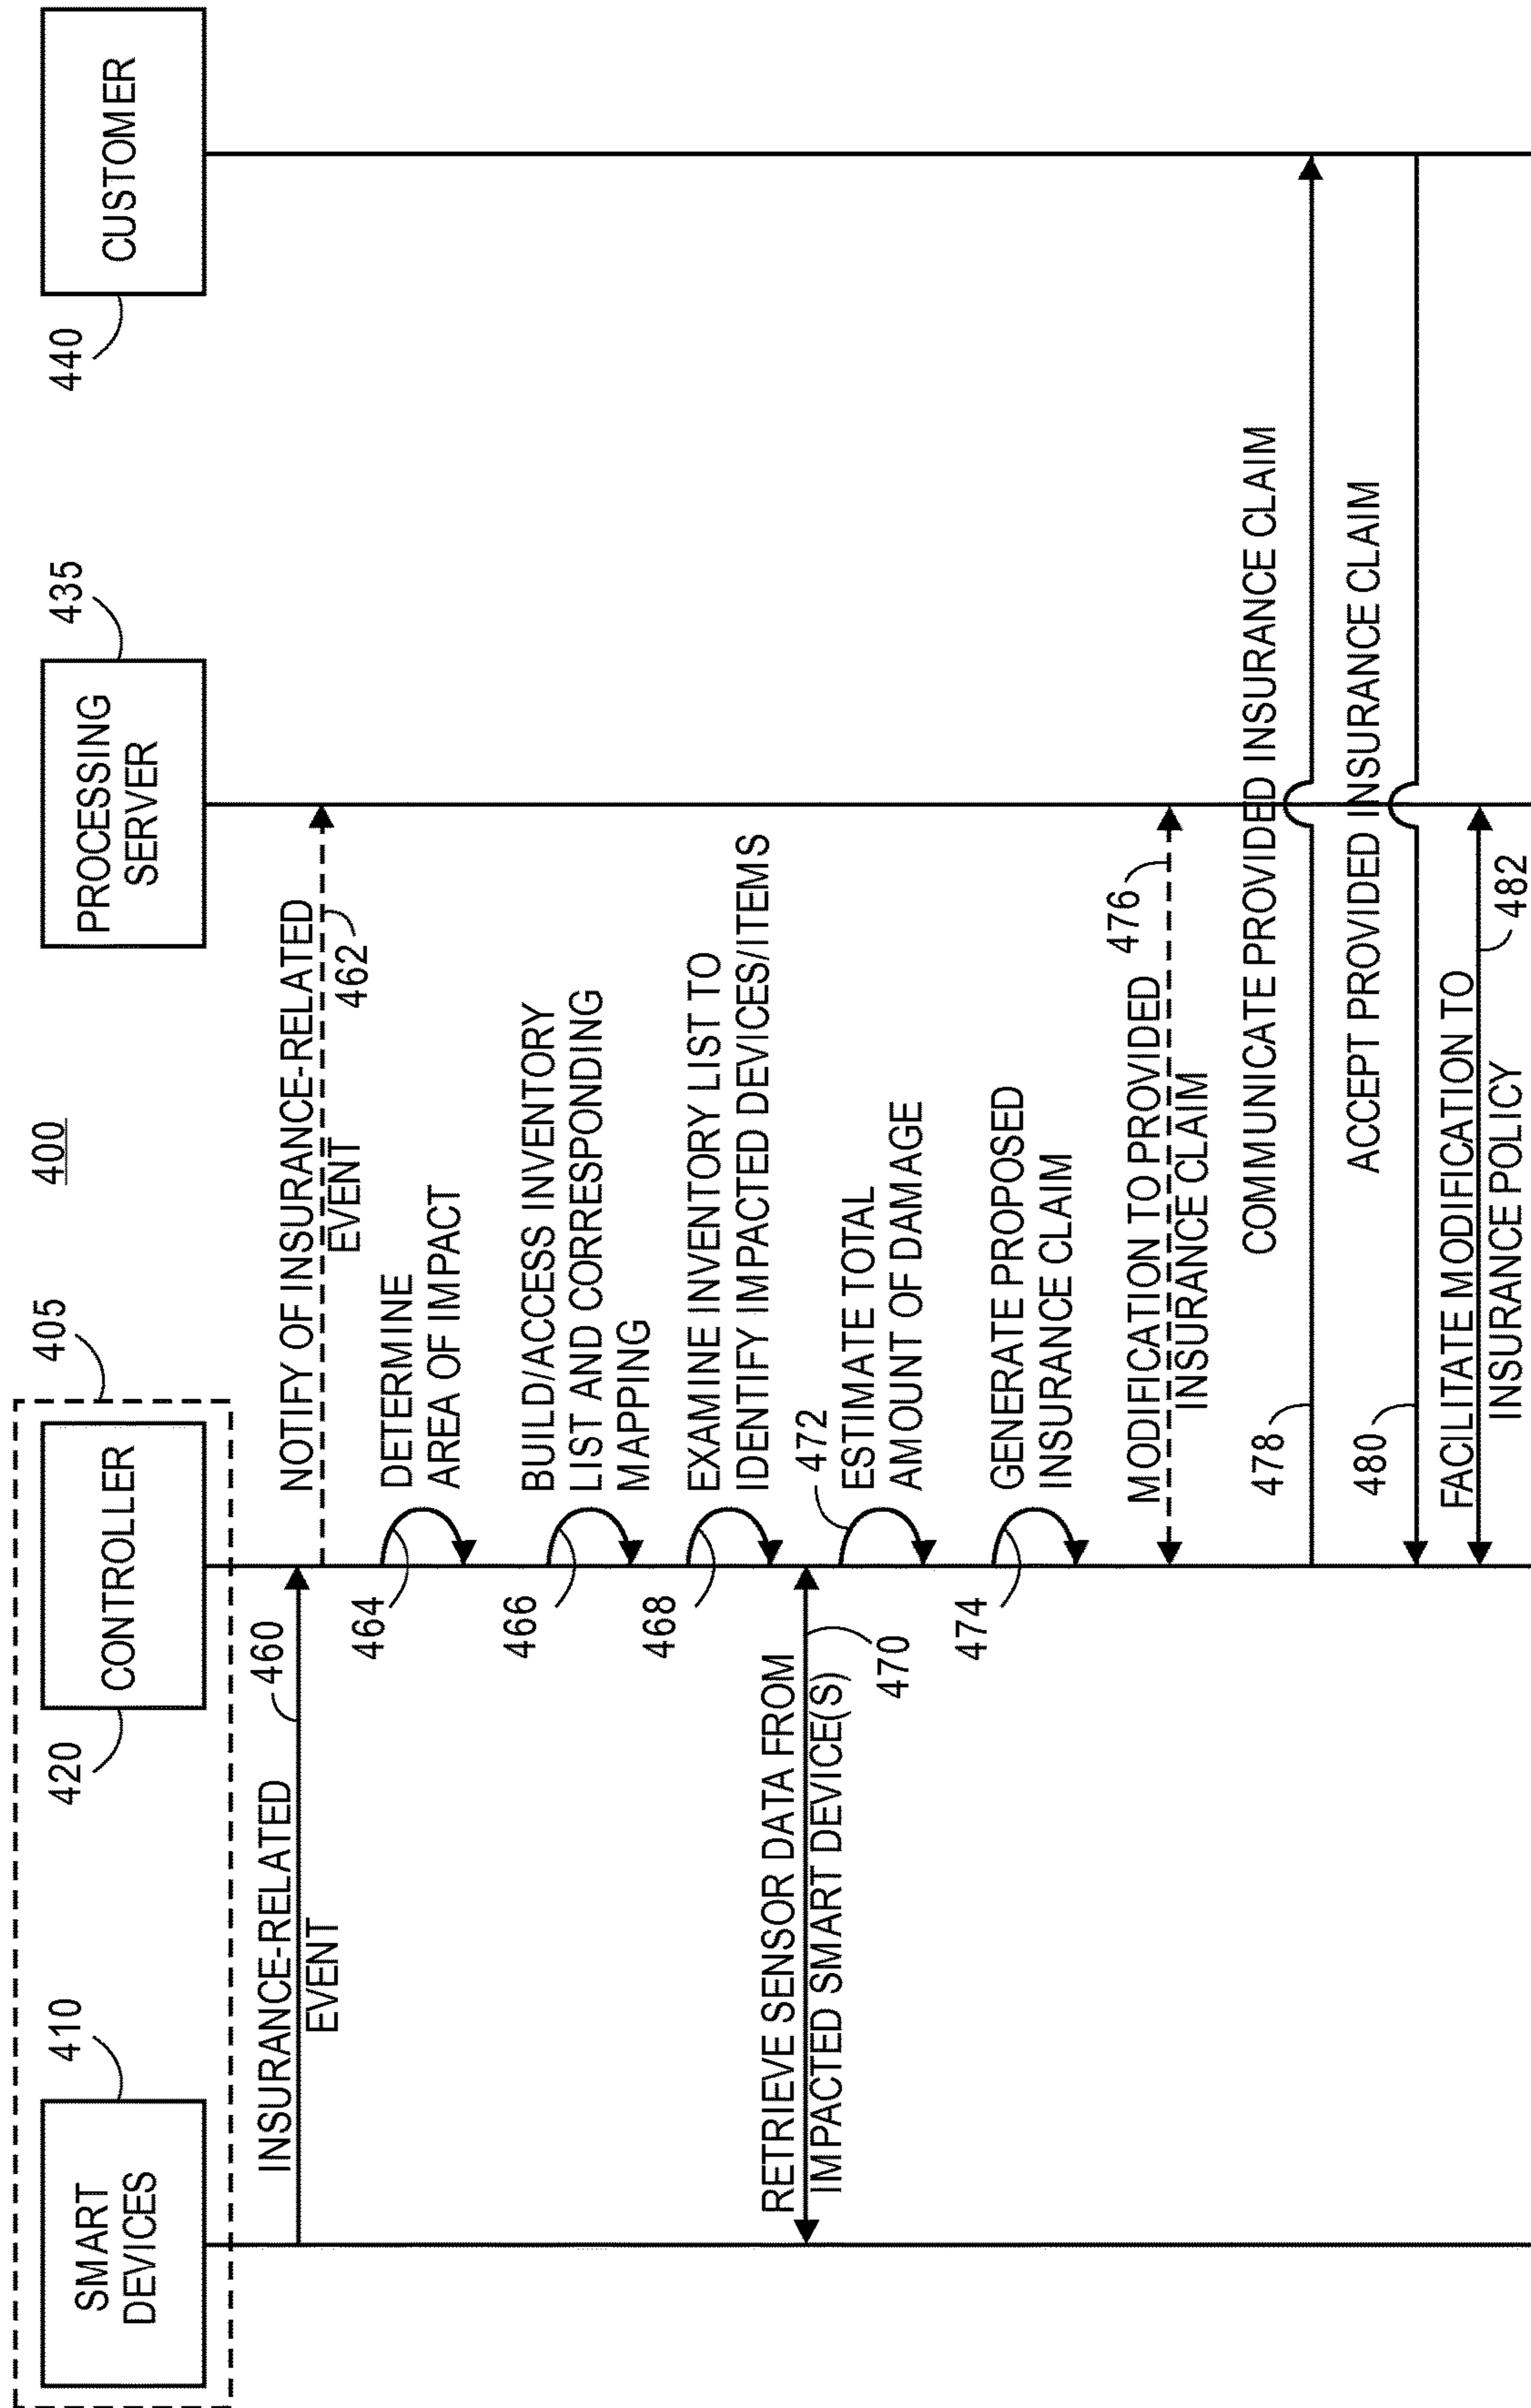 400
405
SMART
DEVICES
410
CONTROLLER
420
PROCESSING
SERVER
435
CUSTOMER
440
INSURANCE-RELATED
EVENT
460
NOTIFY OF INSURANCE-RELATED
EVENT
462
DETERMINE
AREA OF IMPACT
464
BUILD/ACCESS INVENTORY
LIST AND CORRESPONDING
MAPPING
466
EXAMINE INVENTORY LIST TO
IDENTIFY IMPACTED DEVICES/ITEMS
468
RETRIEVE SENSOR DATA FROM
IMPACTED SMART DEVICE(S)
470
472
ESTIMATE TOTAL
AMOUNT OF DAMAGE
GENERATE PROPOSED
INSURANCE CLAIM
474
MODIFICATION TO PROVIDED
INSURANCE CLAIM
476
COMMUNICATE PROVIDED INSURANCE CLAIM
478
ACCEPT PROVIDED INSURANCE CLAIM
480
FACILITATE MODIFICATION TO
INSURANCE POLICY
482